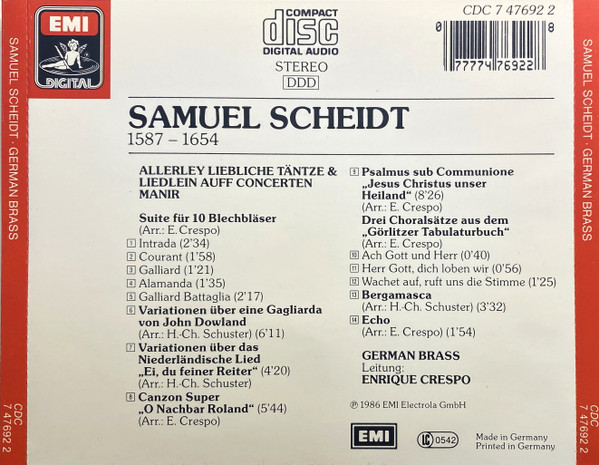 SAMUEL SCHEIDT · GERMAN BRASS
CDC
7 47692 2
EMI
DIGITAL
COMPACT
disc
DIGITAL AUDIO
STEREO
DDD
CDC 7 47692 2
0 77774 76922 8
SAMUEL SCHEIDT
1587 – 1654
ALLERLEY LIEBLICHE TÄNTZE &
LIEDLEIN AUFF CONCERTEN
MANIR
Suite für 10 Blechbläser
(Arr.: E. Crespo)
1 Intrada (2'34)
2 Courant (1'58)
3 Galliard (1'21)
4 Alamanda (1'35)
5 Galliard Battaglia (2'17)
6 Variationen über eine Gagliarda
von John Dowland
(Arr.: H.-Ch. Schuster) (6'11)
7 Variationen über das
Niederländische Lied
„Ei, du feiner Reiter" (4'20)
(Arr.: H.-Ch. Schuster)
8 Canzon Super
„O Nachbar Roland" (5'44)
(Arr.: E. Crespo)
9 Psalmus sub Communione
„Jesus Christus unser
Heiland" (8'26)
(Arr.: E. Crespo)
Drei Choralsätze aus dem
„Görlitzer Tabulaturbuch"
(Arr.: E. Crespo)
10 Ach Gott und Herr (0'40)
11 Herr Gott, dich loben wir (0'56)
12 Wachet auf, ruft uns die Stimme (1'25)
13 Bergamasca
(Arr.: H.-Ch. Schuster) (3'32)
14 Echo
(Arr.: E. Crespo) (1'54)
GERMAN BRASS
Leitung:
ENRIQUE CRESPO
℗ 1986 EMI Electrola GmbH
EMI
LC 0542
Made in Germany
Printed in Germany
SAMUEL SCHEIDT · GERMAN BRASS
CDC
7 47692 2